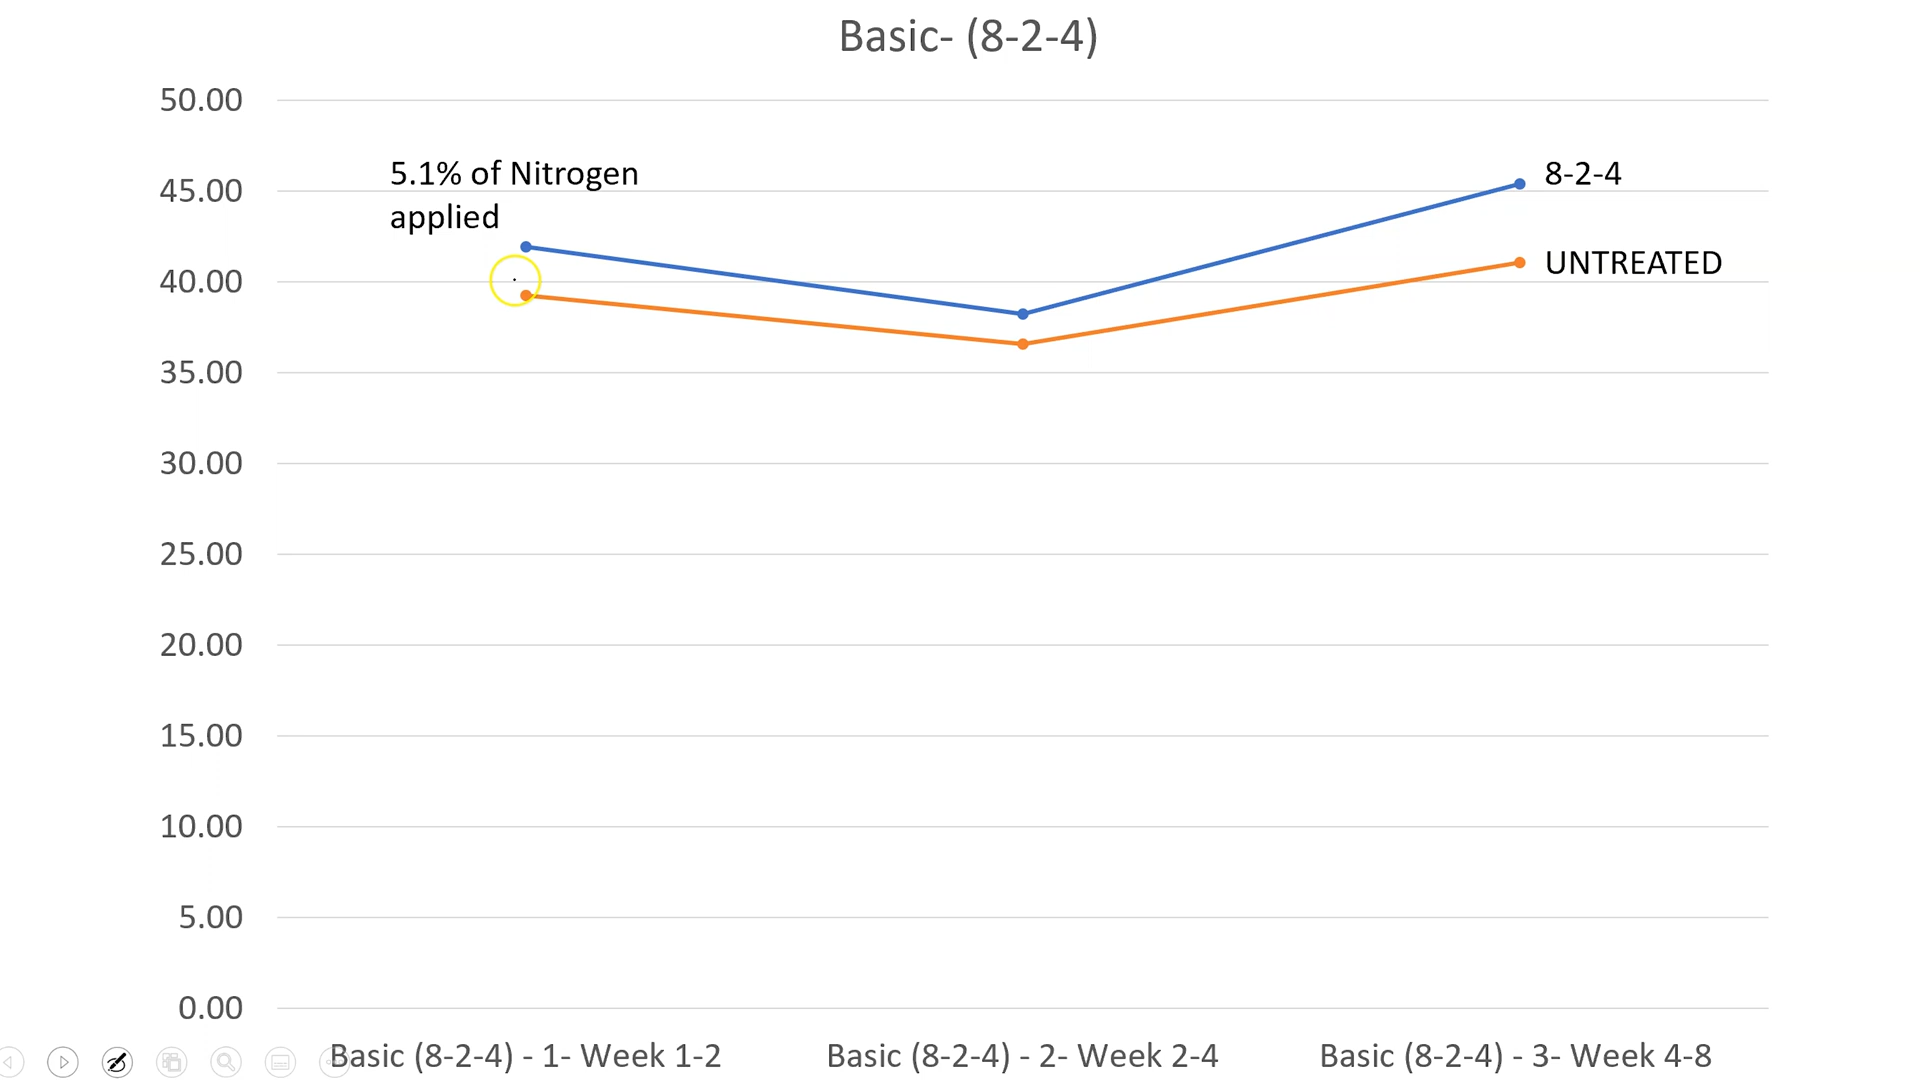 Basic- (8-2-4)
50.00
5.1% of Nitrogen
applied
8-2-4
45.00
UNTREATED
40.00
35.00
30.00
25.00
20.00
15.00
10.00
5.00
0.00
Basic (8-2-4) - 1- Week 1-2
Basic (8-2-4) - 2- Week 2-4
Basic (8-2-4) - 3- Week 4-8